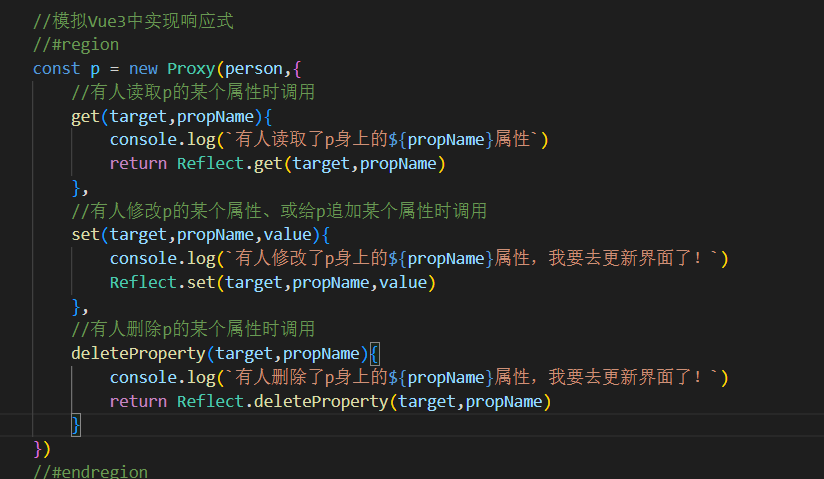 //模拟Vue3中实现响应式
//#region
const p = new Proxy(person,{
//有人读取p的某个属性时调用
get(target,propName){
console.log(`有人读取了p身上的${propName}属性`)
return Reflect.get(target,propName)
},
//有人修改p的某个属性、或给p追加某个属性时调用
set(target,propName,value){
console.log(`有人修改了p身上的${propName}属性，我要去更新界面了！`)
Reflect.set(target,propName,value)
},
//有人删除p的某个属性时调用
deleteProperty(target,propName){
console.log(`有人删除了p身上的${propName}属性，我要去更新界面了！`)
return Reflect.deleteProperty(target,propName)
}
})
//#endregion